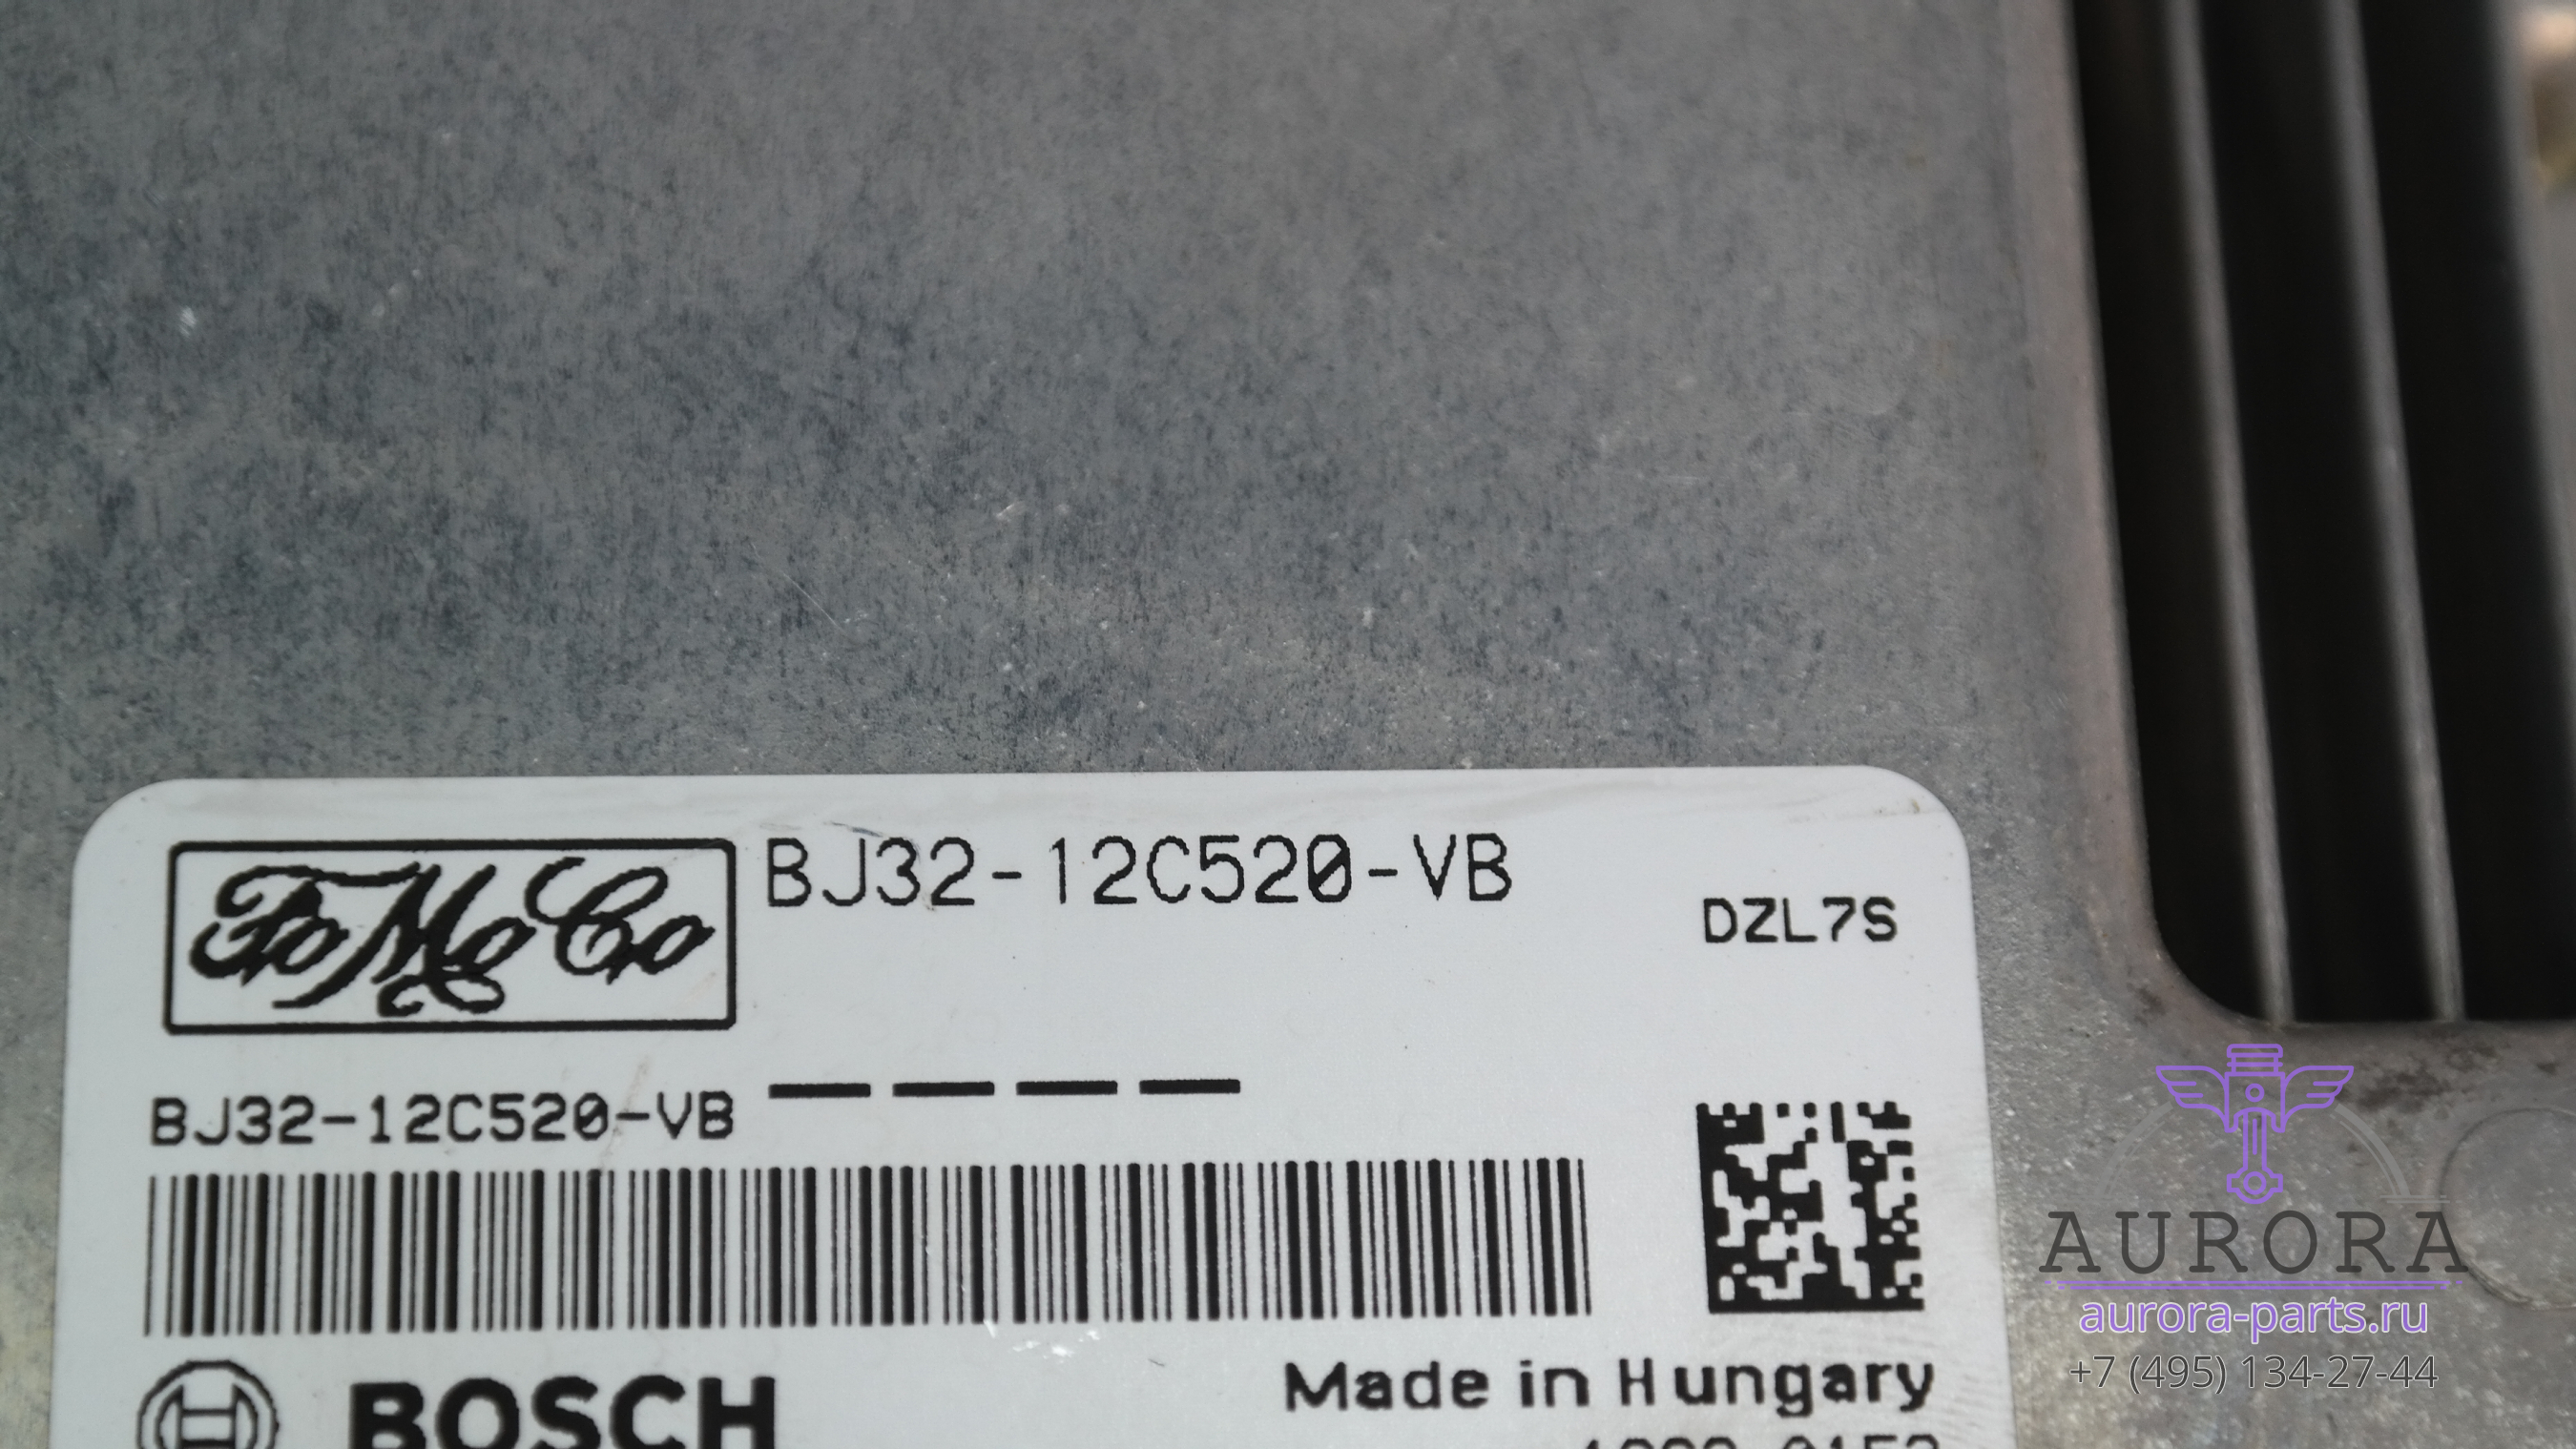 FoMoCo
BJ32-12C520-VB
DZL7S
BJ32-12C520-VB
BOSCH
Made in Hungary
AURORA
aurora-parts.ru
+7 (495) 134-27-44